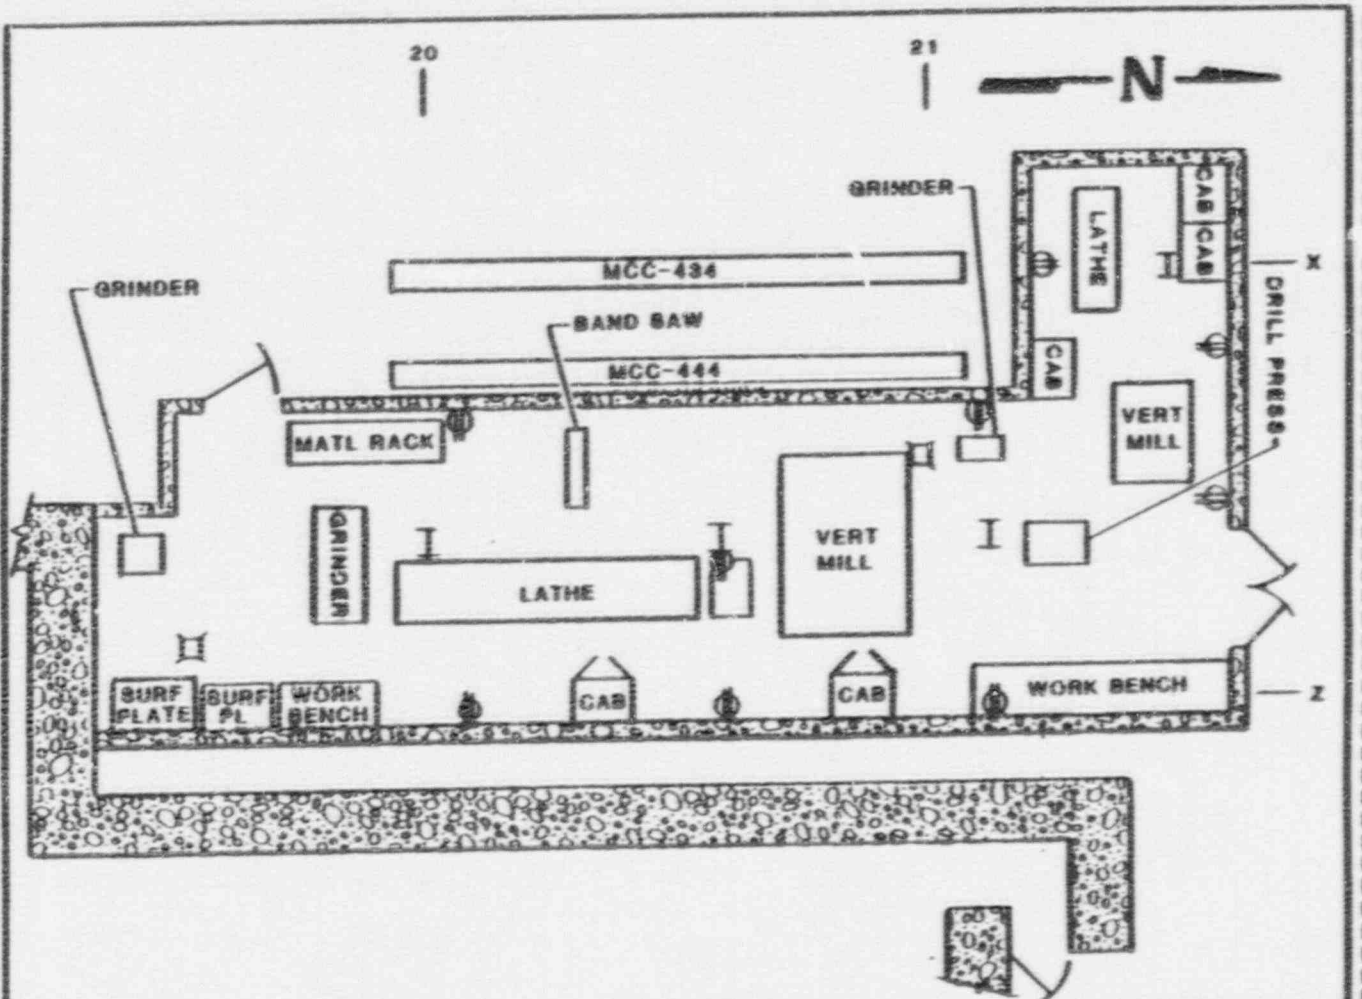 20
21
N
GRINDER
CAB
CAB
LATHE
X
MCC-434
GRINDER
DRILL PRESS
BAND SAW
MCC-444
CAB
VERT
MILL
MATL RACK
GRINDER
VERT
MILL
LATHE
SURF
PLATE
SURF
PL
WORK
BENCH
CAB
CAB
WORK BENCH
Z